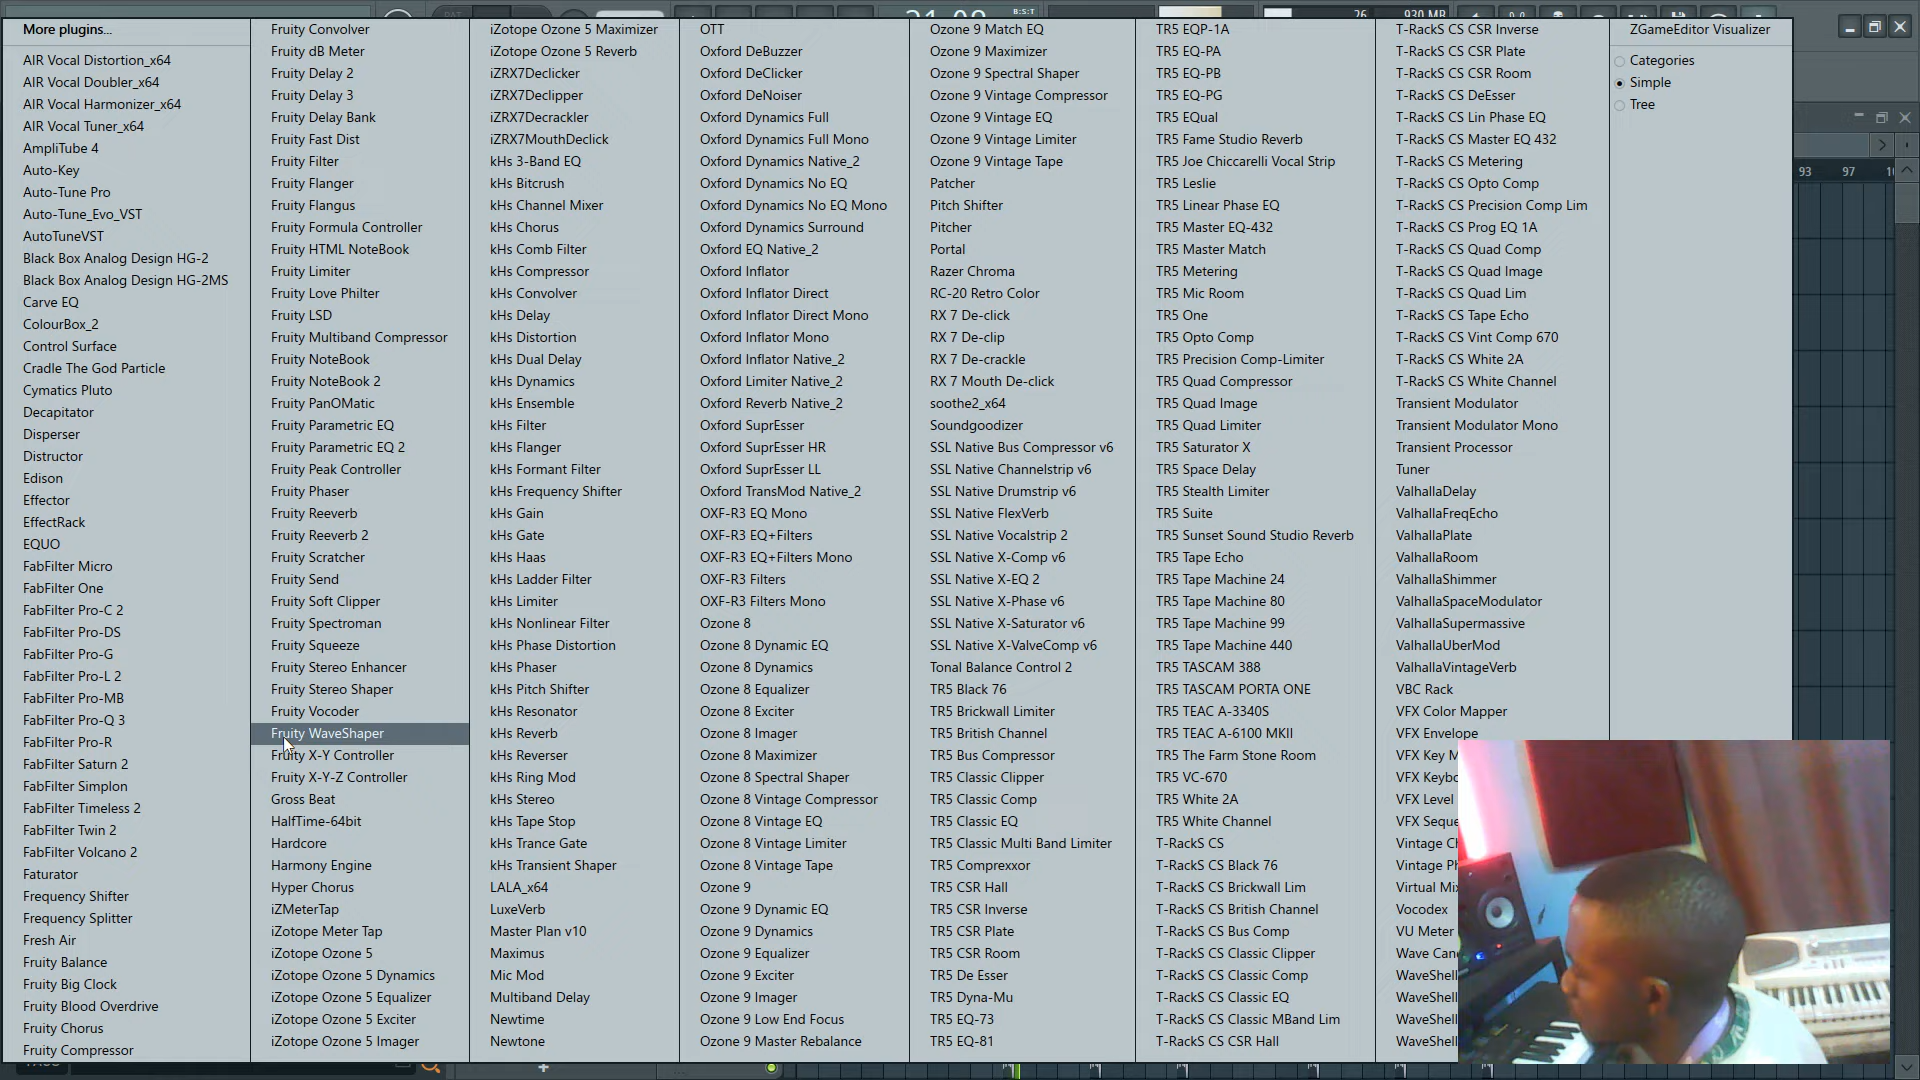 21.08
B:S:T
26
930 MB
More plugins...
AIR Vocal Distortion_x64
AIR Vocal Doubler_x64
AIR Vocal Harmonizer_x64
AIR Vocal Tuner_x64
AmpliTube 4
Auto-Key
Auto-Tune Pro
Auto-Tune_Evo_VST
AutoTuneVST
Black Box Analog Design HG-2
Black Box Analog Design HG-2MS
Carve EQ
ColourBox_2
Control Surface
Cradle The God Particle
Cymatics Pluto
Decapitator
Disperser
Distructor
Edison
Effector
EffectRack
EQUO
FabFilter Micro
FabFilter One
FabFilter Pro-C 2
FabFilter Pro-DS
FabFilter Pro-G
FabFilter Pro-L 2
FabFilter Pro-MB
FabFilter Pro-Q 3
FabFilter Pro-R
FabFilter Saturn 2
FabFilter Simplon
FabFilter Timeless 2
FabFilter Twin 2
FabFilter Volcano 2
Faturator
Frequency Shifter
Frequency Splitter
Fresh Air
Fruity Balance
Fruity Big Clock
Fruity Blood Overdrive
Fruity Chorus
Fruity Compressor
Fruity Convolver
Fruity dB Meter
Fruity Delay 2
Fruity Delay 3
Fruity Delay Bank
Fruity Fast Dist
Fruity Filter
Fruity Flanger
Fruity Flangus
Fruity Formula Controller
Fruity HTML NoteBook
Fruity Limiter
Fruity Love Philter
Fruity LSD
Fruity Multiband Compressor
Fruity NoteBook
Fruity NoteBook 2
Fruity PanOMatic
Fruity Parametric EQ
Fruity Parametric EQ 2
Fruity Peak Controller
Fruity Phaser
Fruity Reeverb
Fruity Reeverb 2
Fruity Scratcher
Fruity Send
Fruity Soft Clipper
Fruity Spectroman
Fruity Squeeze
Fruity Stereo Enhancer
Fruity Stereo Shaper
Fruity Vocoder
Fruity WaveShaper
Fruity X-Y Controller
Fruity X-Y-Z Controller
Gross Beat
HalfTime-64bit
Hardcore
Harmony Engine
Hyper Chorus
iZMeterTap
iZotope Meter Tap
iZotope Ozone 5
iZotope Ozone 5 Dynamics
iZotope Ozone 5 Equalizer
iZotope Ozone 5 Exciter
iZotope Ozone 5 Imager
iZotope Ozone 5 Maximizer
iZotope Ozone 5 Reverb
iZRX7Declicker
iZRX7Declipper
iZRX7Decrackler
iZRX7MouthDeclick
kHs 3-Band EQ
kHs Bitcrush
kHs Channel Mixer
kHs Chorus
kHs Comb Filter
kHs Compressor
kHs Convolver
kHs Delay
kHs Distortion
kHs Dual Delay
kHs Dynamics
kHs Ensemble
kHs Filter
kHs Flanger
kHs Formant Filter
kHs Frequency Shifter
kHs Gain
kHs Gate
kHs Haas
kHs Ladder Filter
kHs Limiter
kHs Nonlinear Filter
kHs Phase Distortion
kHs Phaser
kHs Pitch Shifter
kHs Resonator
kHs Reverb
kHs Reverser
kHs Ring Mod
kHs Stereo
kHs Tape Stop
kHs Trance Gate
kHs Transient Shaper
LALA_x64
LuxeVerb
Master Plan v10
Maximus
Mic Mod
Multiband Delay
Newtime
Newtone
OTT
Oxford DeBuzzer
Oxford DeClicker
Oxford DeNoiser
Oxford Dynamics Full
Oxford Dynamics Full Mono
Oxford Dynamics Native_2
Oxford Dynamics No EQ
Oxford Dynamics No EQ Mono
Oxford Dynamics Surround
Oxford EQ Native_2
Oxford Inflator
Oxford Inflator Direct
Oxford Inflator Direct Mono
Oxford Inflator Mono
Oxford Inflator Native_2
Oxford Limiter Native_2
Oxford Reverb Native_2
Oxford SuprEsser
Oxford SuprEsser HR
Oxford SuprEsser LL
Oxford TransMod Native_2
OXF-R3 EQ Mono
OXF-R3 EQ+Filters
OXF-R3 EQ+Filters Mono
OXF-R3 Filters
OXF-R3 Filters Mono
Ozone 8
Ozone 8 Dynamic EQ
Ozone 8 Dynamics
Ozone 8 Equalizer
Ozone 8 Exciter
Ozone 8 Imager
Ozone 8 Maximizer
Ozone 8 Spectral Shaper
Ozone 8 Vintage Compressor
Ozone 8 Vintage EQ
Ozone 8 Vintage Limiter
Ozone 8 Vintage Tape
Ozone 9
Ozone 9 Dynamic EQ
Ozone 9 Dynamics
Ozone 9 Equalizer
Ozone 9 Exciter
Ozone 9 Imager
Ozone 9 Low End Focus
Ozone 9 Master Rebalance
Ozone 9 Match EQ
Ozone 9 Maximizer
Ozone 9 Spectral Shaper
Ozone 9 Vintage Compressor
Ozone 9 Vintage EQ
Ozone 9 Vintage Limiter
Ozone 9 Vintage Tape
Patcher
Pitch Shifter
Pitcher
Portal
Razer Chroma
RC-20 Retro Color
RX 7 De-click
RX 7 De-clip
RX 7 De-crackle
RX 7 Mouth De-click
soothe2_x64
Soundgoodizer
SSL Native Bus Compressor v6
SSL Native Channelstrip v6
SSL Native Drumstrip v6
SSL Native FlexVerb
SSL Native Vocalstrip 2
SSL Native X-Comp v6
SSL Native X-EQ 2
SSL Native X-Phase v6
SSL Native X-Saturator v6
SSL Native X-ValveComp v6
Tonal Balance Control 2
TR5 Black 76
TR5 Brickwall Limiter
TR5 British Channel
TR5 Bus Compressor
TR5 Classic Clipper
TR5 Classic Comp
TR5 Classic EQ
TR5 Classic Multi Band Limiter
TR5 Comprexxor
TR5 CSR Hall
TR5 CSR Inverse
TR5 CSR Plate
TR5 CSR Room
TR5 De Esser
TR5 Dyna-Mu
TR5 EQ-73
TR5 EQ-81
TR5 EQP-1A
TR5 EQ-PA
TR5 EQ-PB
TR5 EQ-PG
TR5 EQual
TR5 Fame Studio Reverb
TR5 Joe Chiccarelli Vocal Strip
TR5 Leslie
TR5 Linear Phase EQ
TR5 Master EQ-432
TR5 Master Match
TR5 Metering
TR5 Mic Room
TR5 One
TR5 Opto Comp
TR5 Precision Comp-Limiter
TR5 Quad Compressor
TR5 Quad Image
TR5 Quad Limiter
TR5 Saturator X
TR5 Space Delay
TR5 Stealth Limiter
TR5 Suite
TR5 Sunset Sound Studio Reverb
TR5 Tape Echo
TR5 Tape Machine 24
TR5 Tape Machine 80
TR5 Tape Machine 99
TR5 Tape Machine 440
TR5 TASCAM 388
TR5 TASCAM PORTA ONE
TR5 TEAC A-3340S
TR5 TEAC A-6100 MKII
TR5 The Farm Stone Room
TR5 VC-670
TR5 White 2A
TR5 White Channel
T-RackS CS
T-RackS CS Black 76
T-RackS CS Brickwall Lim
T-RackS CS British Channel
T-RackS CS Bus Comp
T-RackS CS Classic Clipper
T-RackS CS Classic Comp
T-RackS CS Classic EQ
T-RackS CS Classic MBand Lim
T-RackS CS CSR Hall
T-RackS CS CSR Inverse
T-RackS CS CSR Plate
T-RackS CS CSR Room
T-RackS CS DeEsser
T-RackS CS Lin Phase EQ
T-RackS CS Master EQ 432
T-RackS CS Metering
T-RackS CS Opto Comp
T-RackS CS Precision Comp Lim
T-RackS CS Prog EQ 1A
T-RackS CS Quad Comp
T-RackS CS Quad Image
T-RackS CS Quad Lim
T-RackS CS Tape Echo
T-RackS CS Vint Comp 670
T-RackS CS White 2A
T-RackS CS White Channel
Transient Modulator
Transient Modulator Mono
Transient Processor
Tuner
ValhallaDelay
ValhallaFreqEcho
ValhallaPlate
ValhallaRoom
ValhallaShimmer
ValhallaSpaceModulator
ValhallaSupermassive
ValhallaUberMod
ValhallaVintageVerb
VBC Rack
VFX Color Mapper
VFX Envelope
VFX Key M
VFX Keybo
VFX Level
VFX Seque
Vintage Ch
Vintage Ph
Virtual Mix
Vocodex
VU Meter
Wave Can
WaveShell
WaveShell
WaveShell
WaveShell
ZGameEditor Visualizer
Categories
Simple
Tree
93 97